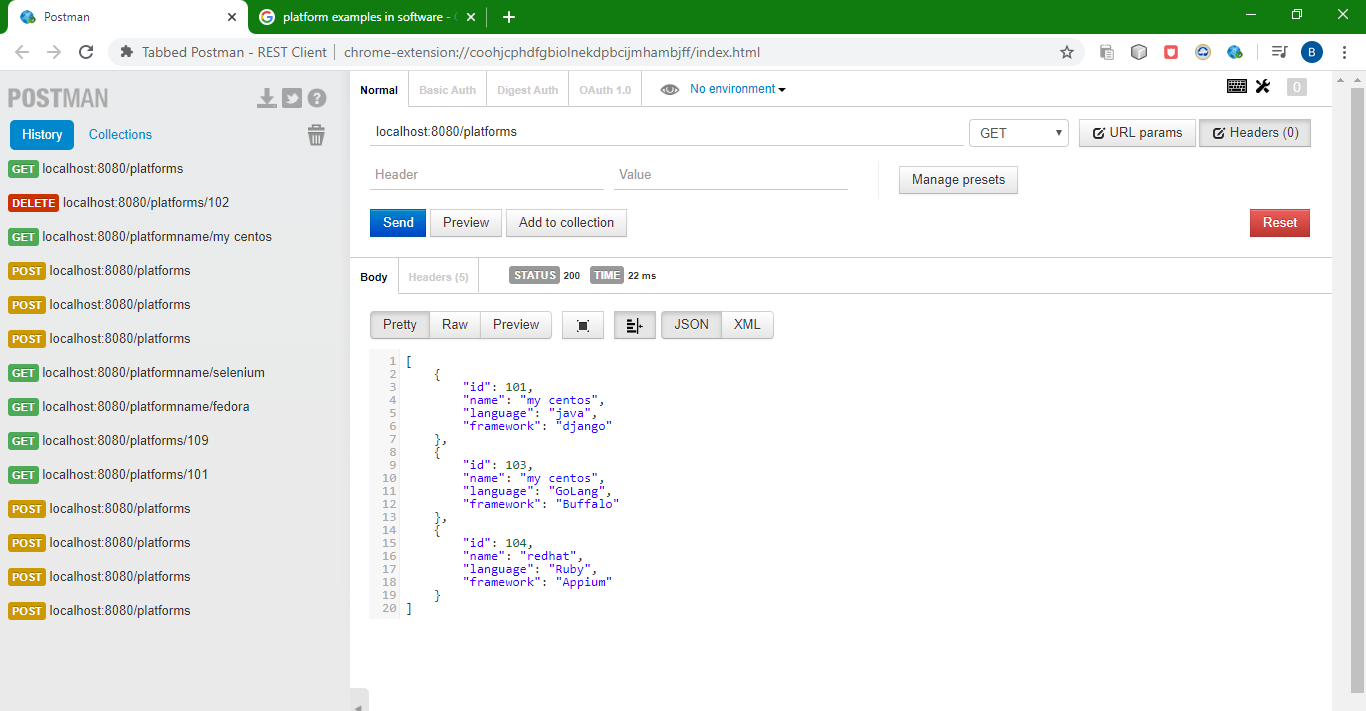 Postman
platform examples in software -
Tabbed Postman - REST Client | chrome-extension://coohjcphdfgbiolnekdpbcijmhambjff/index.html
B
POSTMAN
History Collections
GET localhost:8080/platforms
DELETE localhost:8080/platforms/102
GET localhost:8080/platformname/my centos
POST localhost:8080/platforms
POST localhost:8080/platforms
POST localhost:8080/platforms
GET localhost:8080/platformname/selenium
GET localhost:8080/platformname/fedora
GET localhost:8080/platforms/109
GET localhost:8080/platforms/101
POST localhost:8080/platforms
POST localhost:8080/platforms
POST localhost:8080/platforms
POST localhost:8080/platforms
Normal Basic Auth Digest Auth OAuth 1.0 No environment 0
localhost:8080/platforms GET URL params Headers (0)
Header Value Manage presets
Send Preview Add to collection Reset
Body Headers (5) STATUS 200 TIME 22 ms
Pretty Raw Preview JSON XML
1 [
2 {
3 "id": 101,
4 "name": "my centos",
5 "language": "java",
6 "framework": "django"
7 },
8 {
9 "id": 103,
10 "name": "my centos",
11 "language": "GoLang",
12 "framework": "Buffalo"
13 },
14 {
15 "id": 104,
16 "name": "redhat",
17 "language": "Ruby",
18 "framework": "Appium"
19 }
20 ]